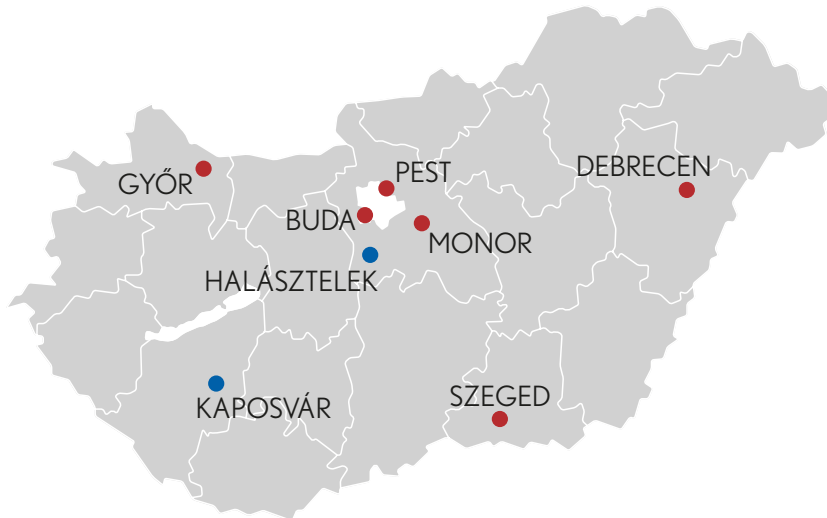 PEST
DEBRECEN
GYŐR
BUDA
MONOR
HALÁSZTELEK
SZEGED
KAPOSVÁR